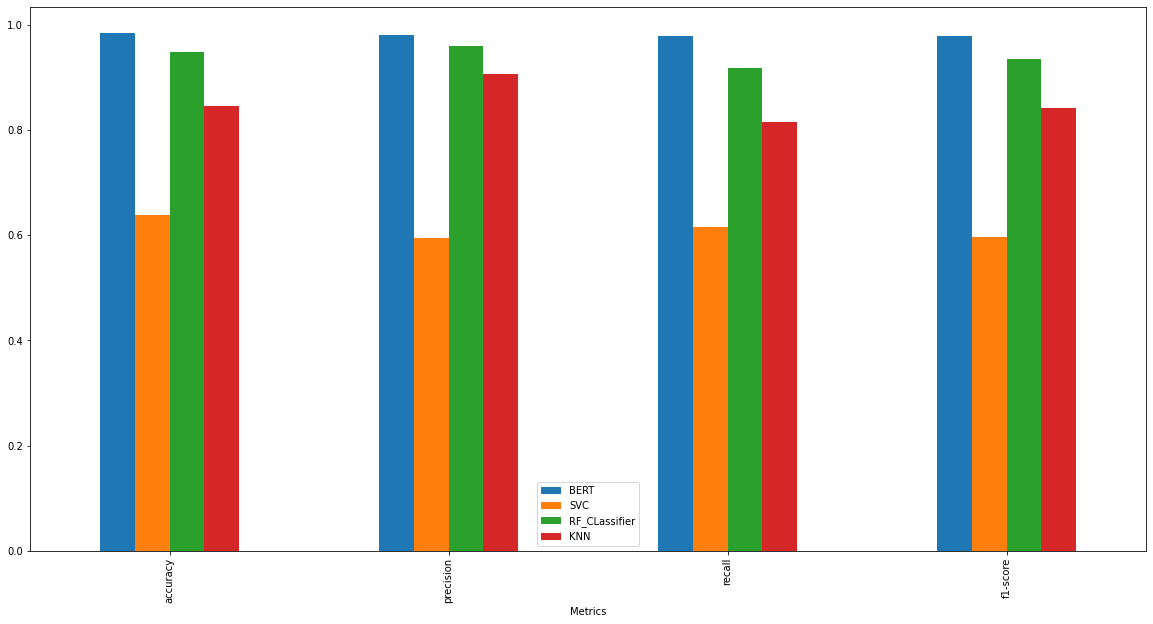 1.0
0.8
0.6
0.4
0.2
0.0
BERT
SVC
RF_CLassifier
KNN
accuracy
precision
recall
f1-score
Metrics